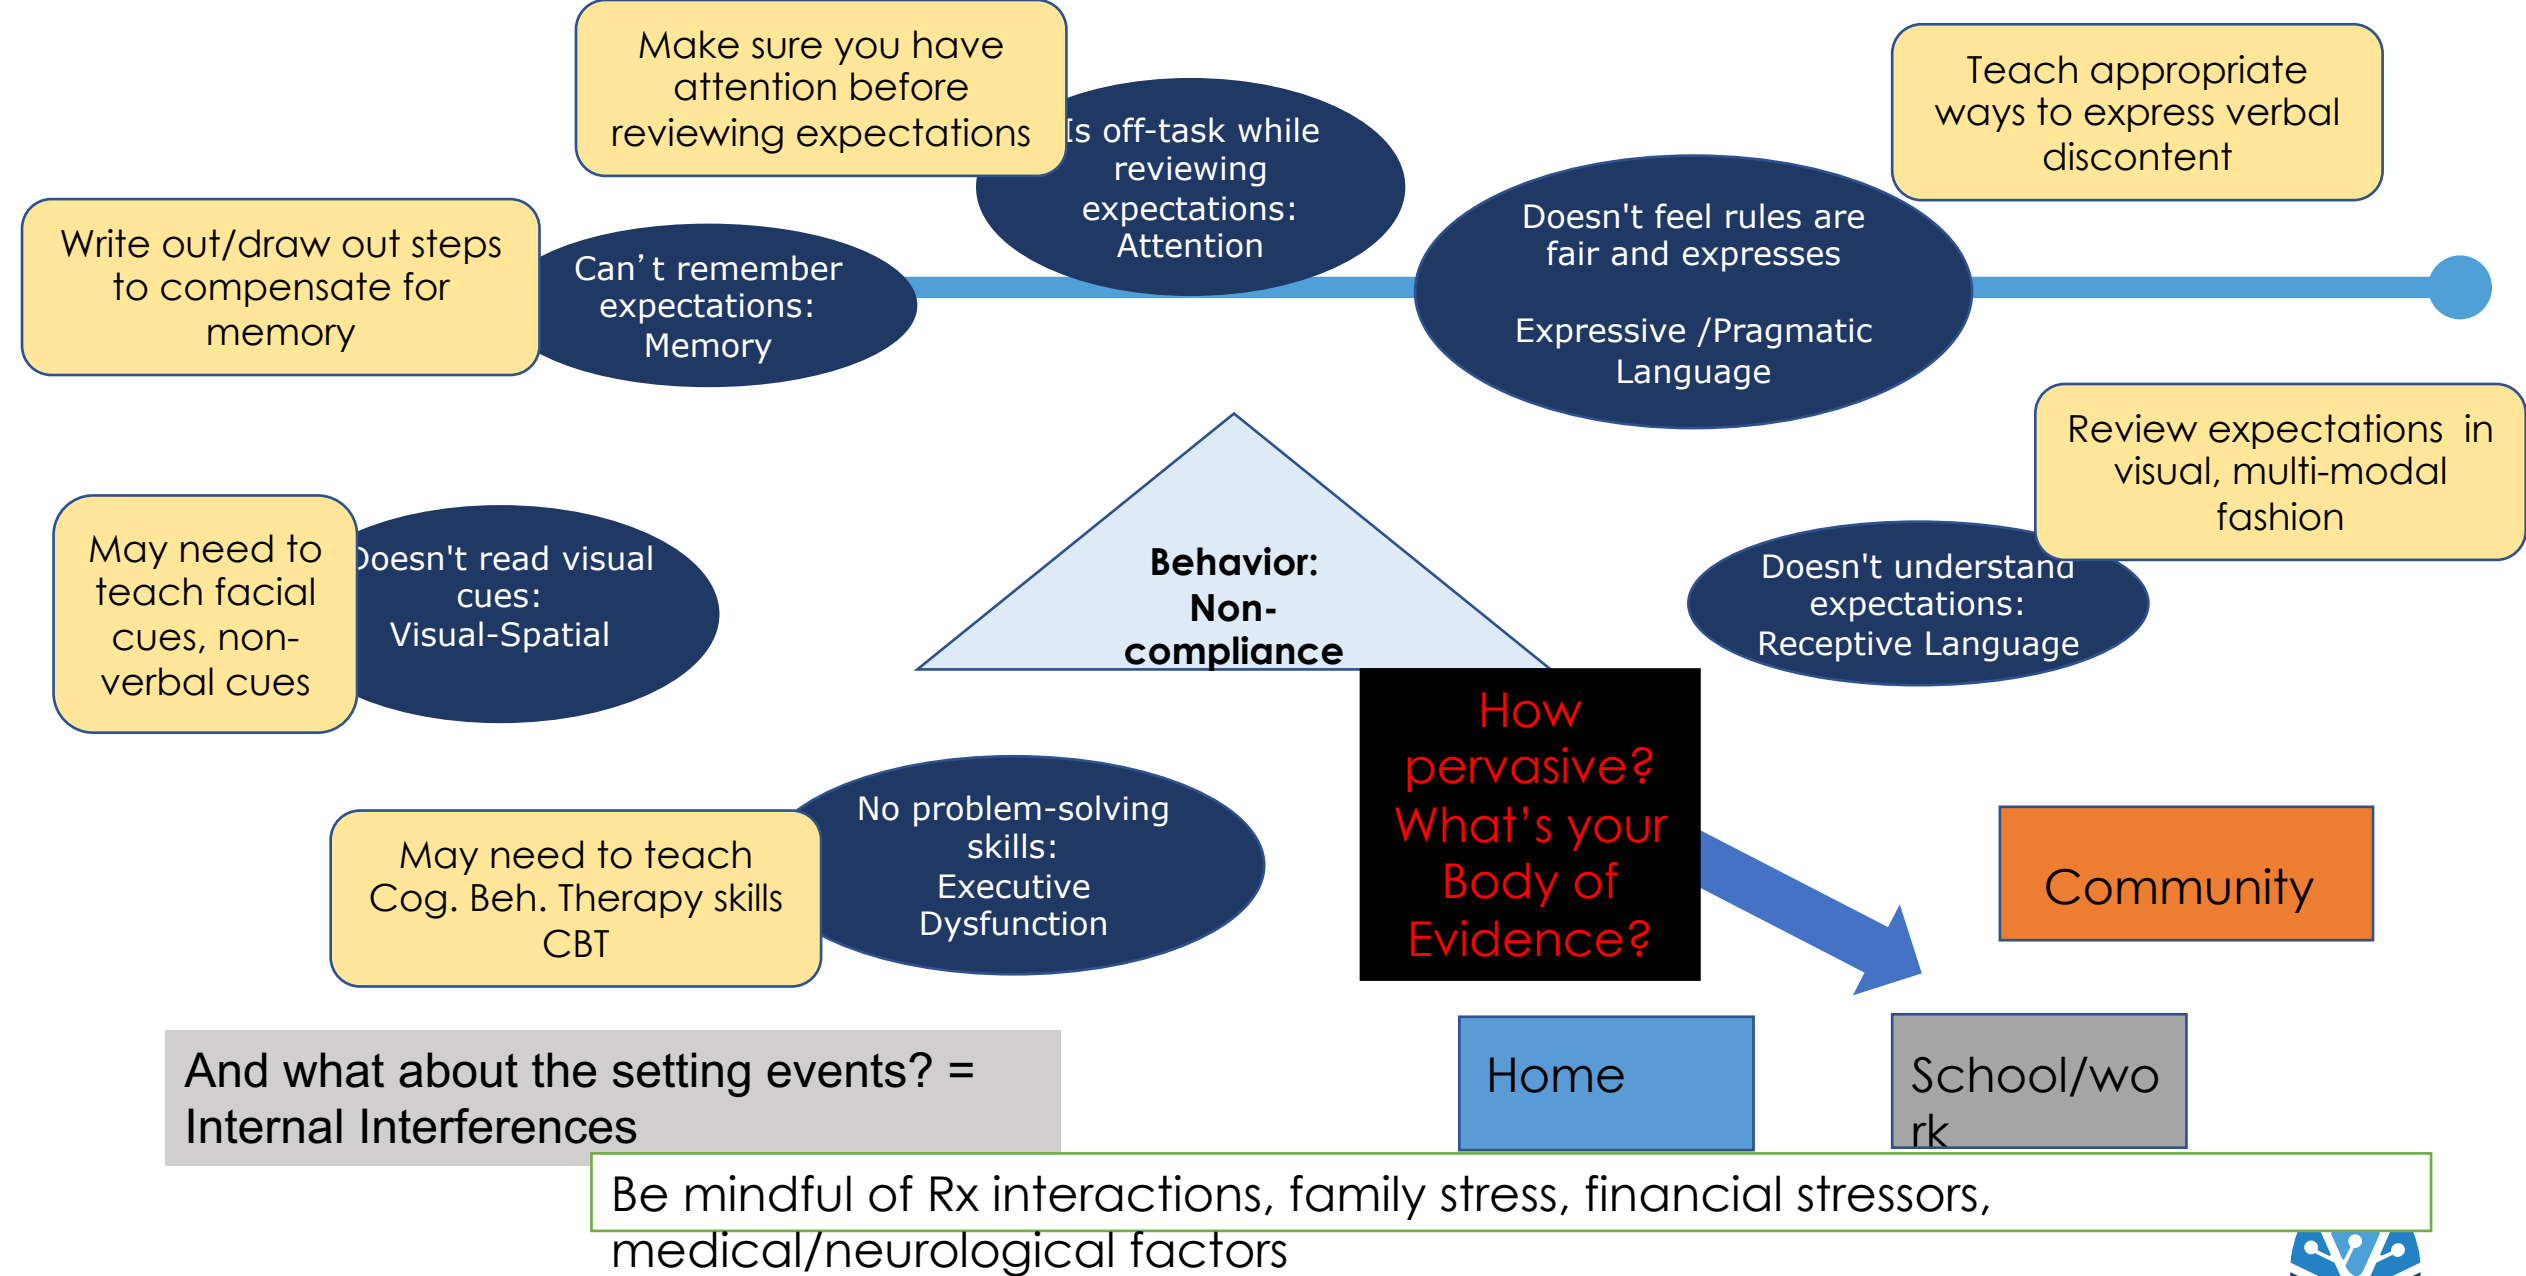 Make sure you have
attention before
reviewing expectations
Is off-task while
reviewing
expectations:
Attention
Teach appropriate
ways to express verbal
discontent
Write out/draw out steps
to compensate for
memory
Can’t remember
expectations:
Memory
Doesn't feel rules are
fair and expresses
Expressive /Pragmatic
Language
Review expectations in
visual, multi-modal
fashion
Doesn't understand
expectations:
Receptive Language
May need to
teach facial
cues, non-
verbal cues
Doesn't read visual
cues:
Visual-Spatial
Behavior:
Non-
compliance
How
pervasive?
What’s your
Body of
Evidence?
May need to teach
Cog. Beh. Therapy skills
CBT
No problem-solving
skills:
Executive
Dysfunction
Community
Home
School/wo
rk
And what about the setting events? =
Internal Interferences
Be mindful of Rx interactions, family stress, financial stressors,
medical/neurological factors